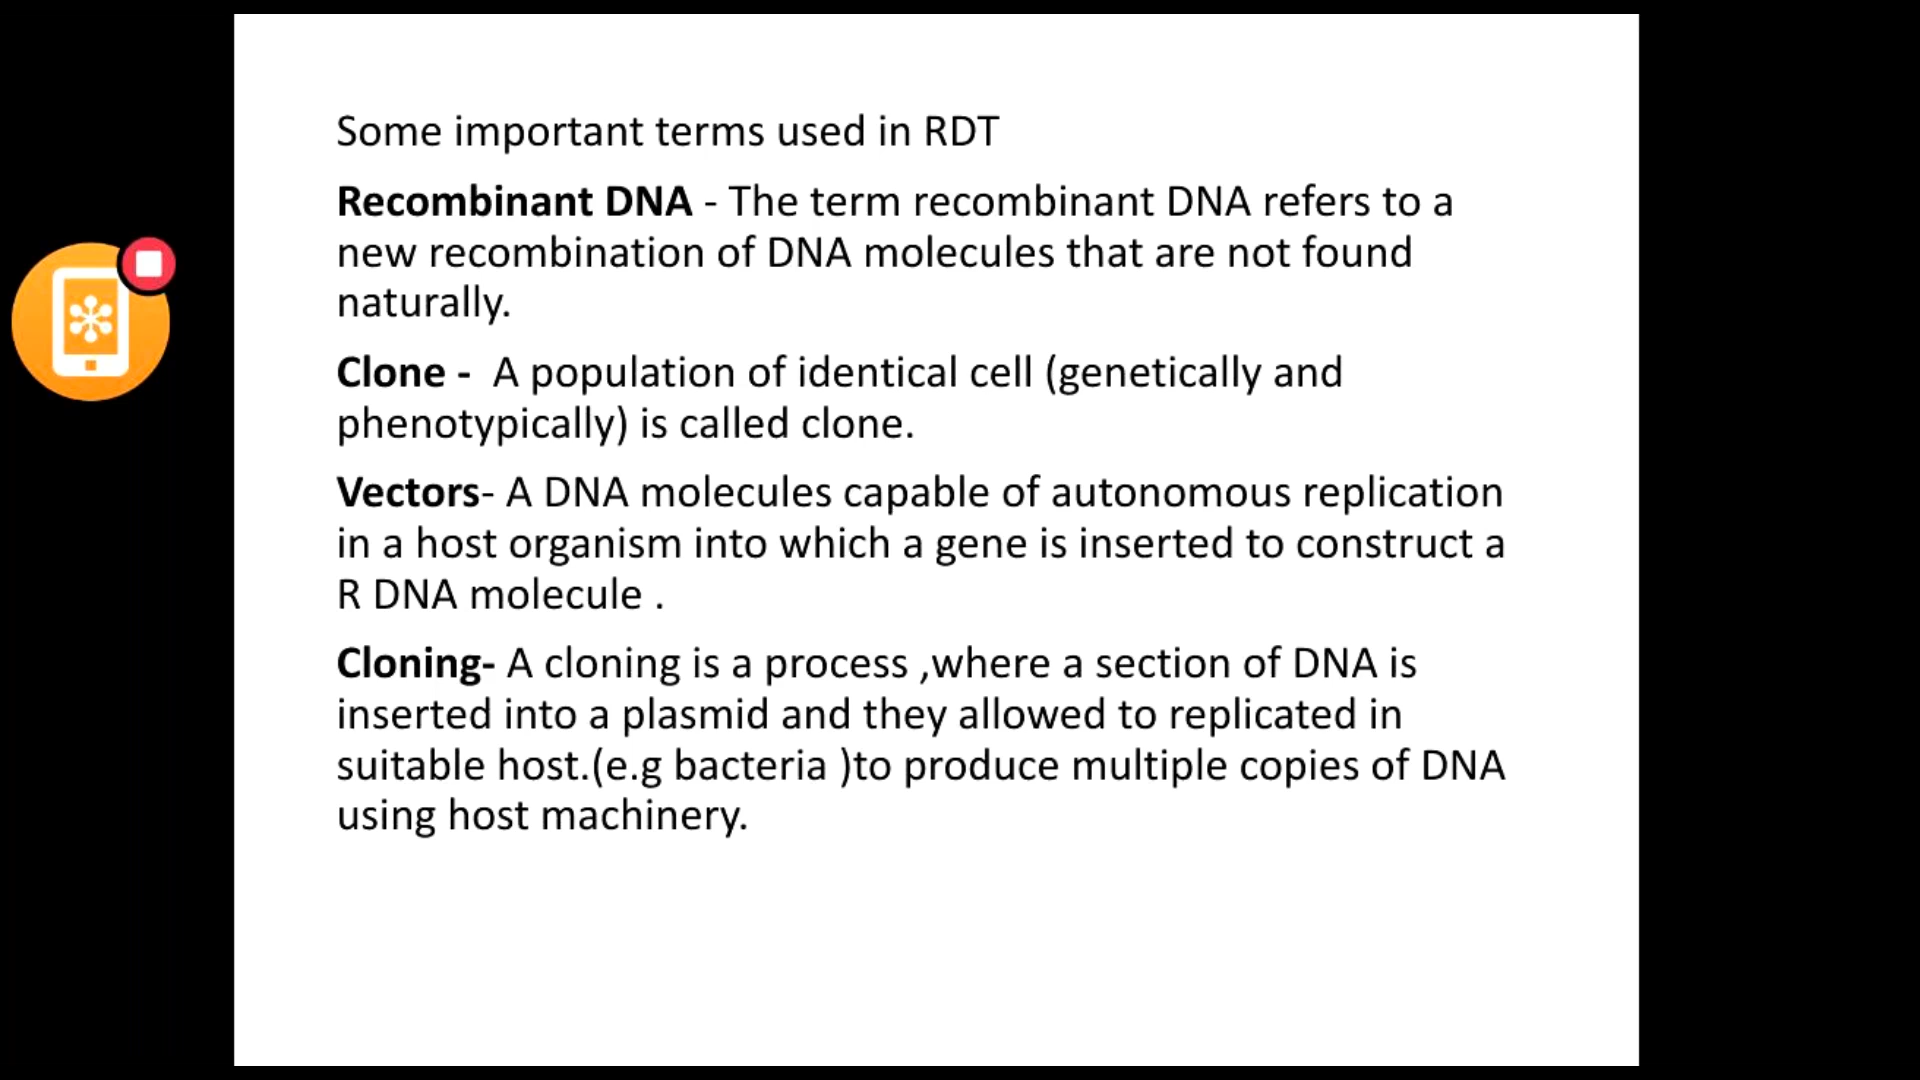 Some important terms used in RDT
Recombinant DNA - The term recombinant DNA refers to a
new recombination of DNA molecules that are not found
naturally.
Clone -  A population of identical cell (genetically and
phenotypically) is called clone.
Vectors- A DNA molecules capable of autonomous replication
in a host organism into which a gene is inserted to construct a
R DNA molecule .
Cloning- A cloning is a process ,where a section of DNA is
inserted into a plasmid and they allowed to replicated in
suitable host.(e.g bacteria )to produce multiple copies of DNA
using host machinery.